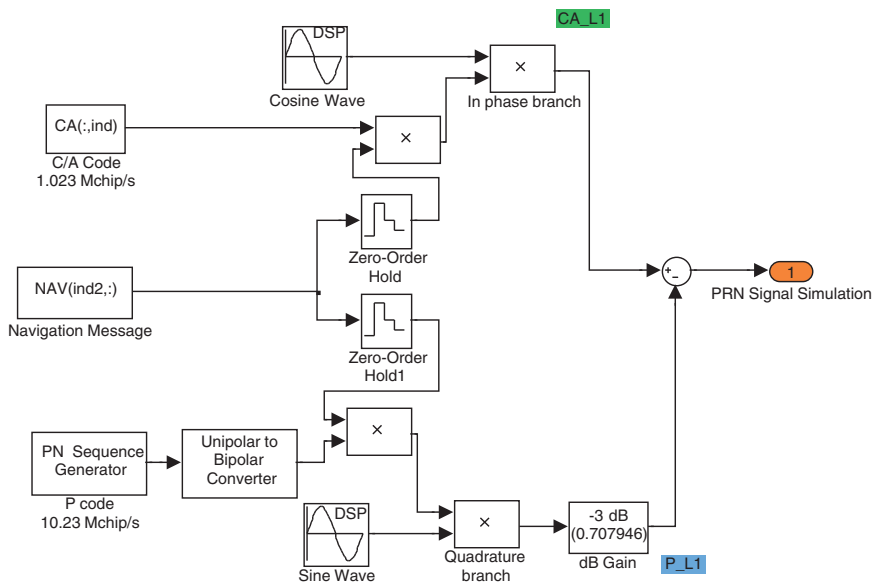 CA_L1
DSP
Cosine Wave
×
In phase branch
CA(:,ind)
C/A Code
1.023 Mchip/s
×
Zero-Order
Hold
NAV(ind2,:)
Navigation Message
+
−
1
PRN Signal Simulation
Zero-Order
Hold1
PN Sequence
Generator
P code
10.23 Mchip/s
Unipolar to
Bipolar
Converter
×
DSP
Sine Wave
×
Quadrature
branch
-3 dB
(0.707946)
dB Gain
P_L1